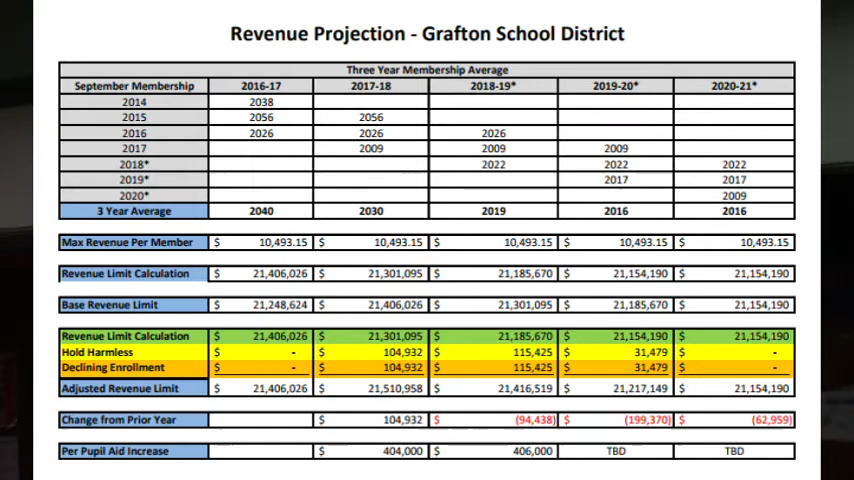 Revenue Projection - Grafton School District
Three Year Membership Average
September Membership 2016-17 2017-18 2018-19* 2019-20* 2020-21*
2014 2038
2015 2056 2056
2016 2026 2026 2026
2017 2009 2009 2009
2018* 2022 2022 2022
2019* 2017 2017
2020* 2009
3 Year Average 2040 2030 2019 2016 2016
Max Revenue Per Member $ 10,493.15 $ 10,493.15 $ 10,493.15 $ 10,493.15 $ 10,493.15
Revenue Limit Calculation $ 21,406,026 $ 21,301,095 $ 21,185,670 $ 21,154,190 $ 21,154,190
Base Revenue Limit $ 21,248,624 $ 21,406,026 $ 21,301,095 $ 21,185,670 $ 21,154,190
Revenue Limit Calculation $ 21,406,026 $ 21,301,095 $ 21,185,670 $ 21,154,190 $ 21,154,190
Hold Harmless $ - $ 104,932 $ 115,425 $ 31,479 $ -
Declining Enrollment $ - $ 104,932 $ 115,425 $ 31,479 $ -
Adjusted Revenue Limit $ 21,406,026 $ 21,510,958 $ 21,416,519 $ 21,217,149 $ 21,154,190
Change from Prior Year $ 104,932 $ (94,438) $ (199,370) $ (62,959)
Per Pupil Aid Increase $ 404,000 $ 406,000 TBD TBD